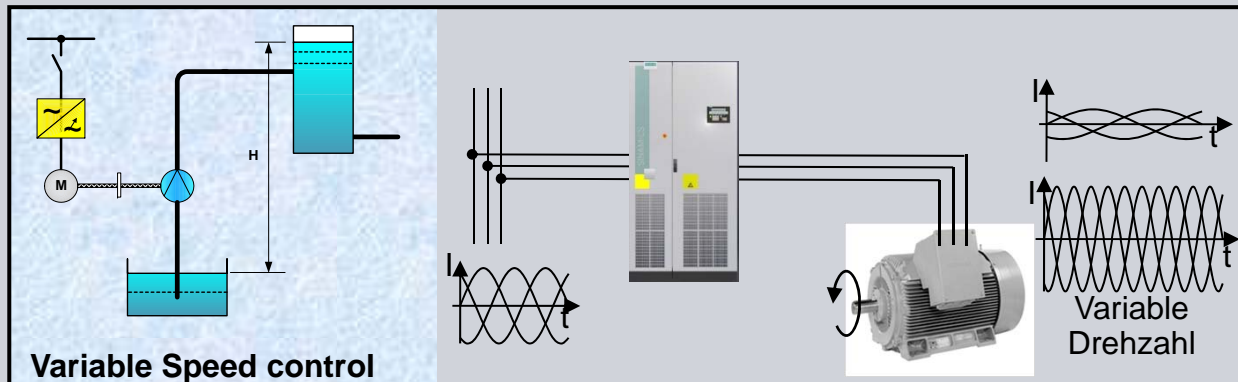 H
M
Variable Speed control
I
t
I
t
I
t
Variable
Drehzahl